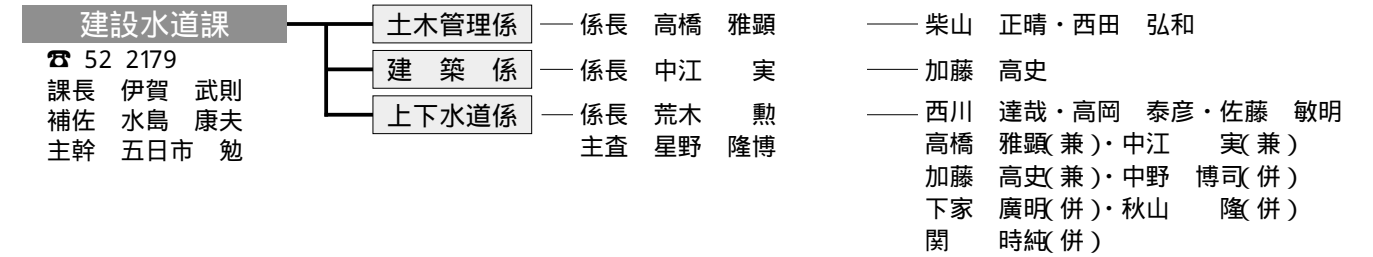 建設水道課
☎ 52 2179
課長 伊賀 武則
補佐 水島 康夫
主幹 五日市 勉
土木管理係 係長 高橋 雅顕 柴山 正晴・西田 弘和
建築係 係長 中江 実 加藤 高史
上下水道係 係長 荒木 勲 西川 達哉・高岡 泰彦・佐藤 敏明
主査 星野 隆博 高橋 雅顕(兼)・中江 実(兼)
加藤 高史(兼)・中野 博司(併)
下家 廣明(併)・秋山 隆(併)
関 時純(併)